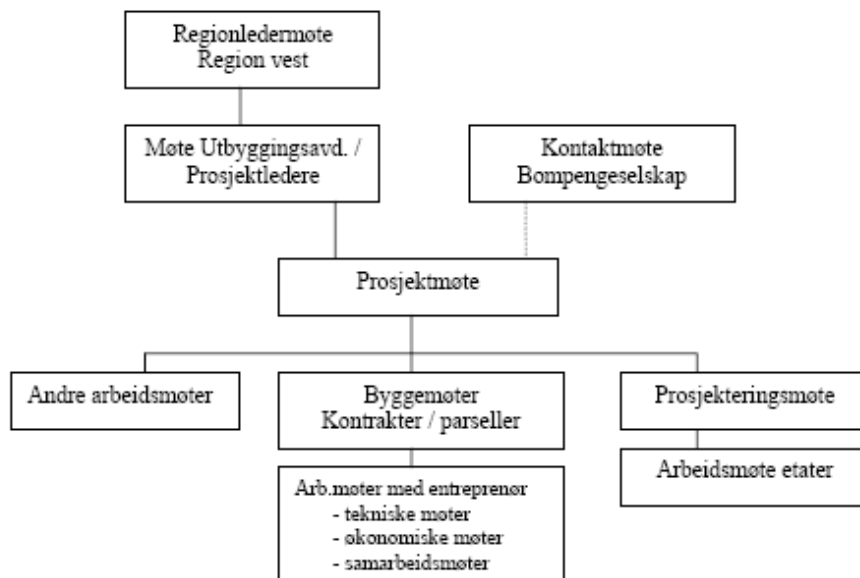 Regionledermøte
Region vest
Møte Utbyggingsavd. /
Prosjektledere
Kontaktmøte
Bompengeselskap
Prosjektmøte
Andre arbeidsmøter
Byggemøter
Kontrakter / parseller
Prosjekteringsmøte
Arb.møter med entreprenør
- tekniske møter
- økonomiske møter
- samarbeidsmøter
Arbeidsmøte etater